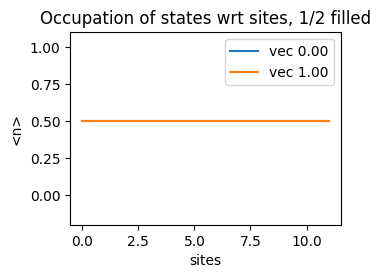 Occupation of states wrt sites, 1/2 filled
vec 0.00
vec 1.00
1.00
0.75
0.50
0.25
0.00
<n>
0.0 2.5 5.0 7.5 10.0
sites